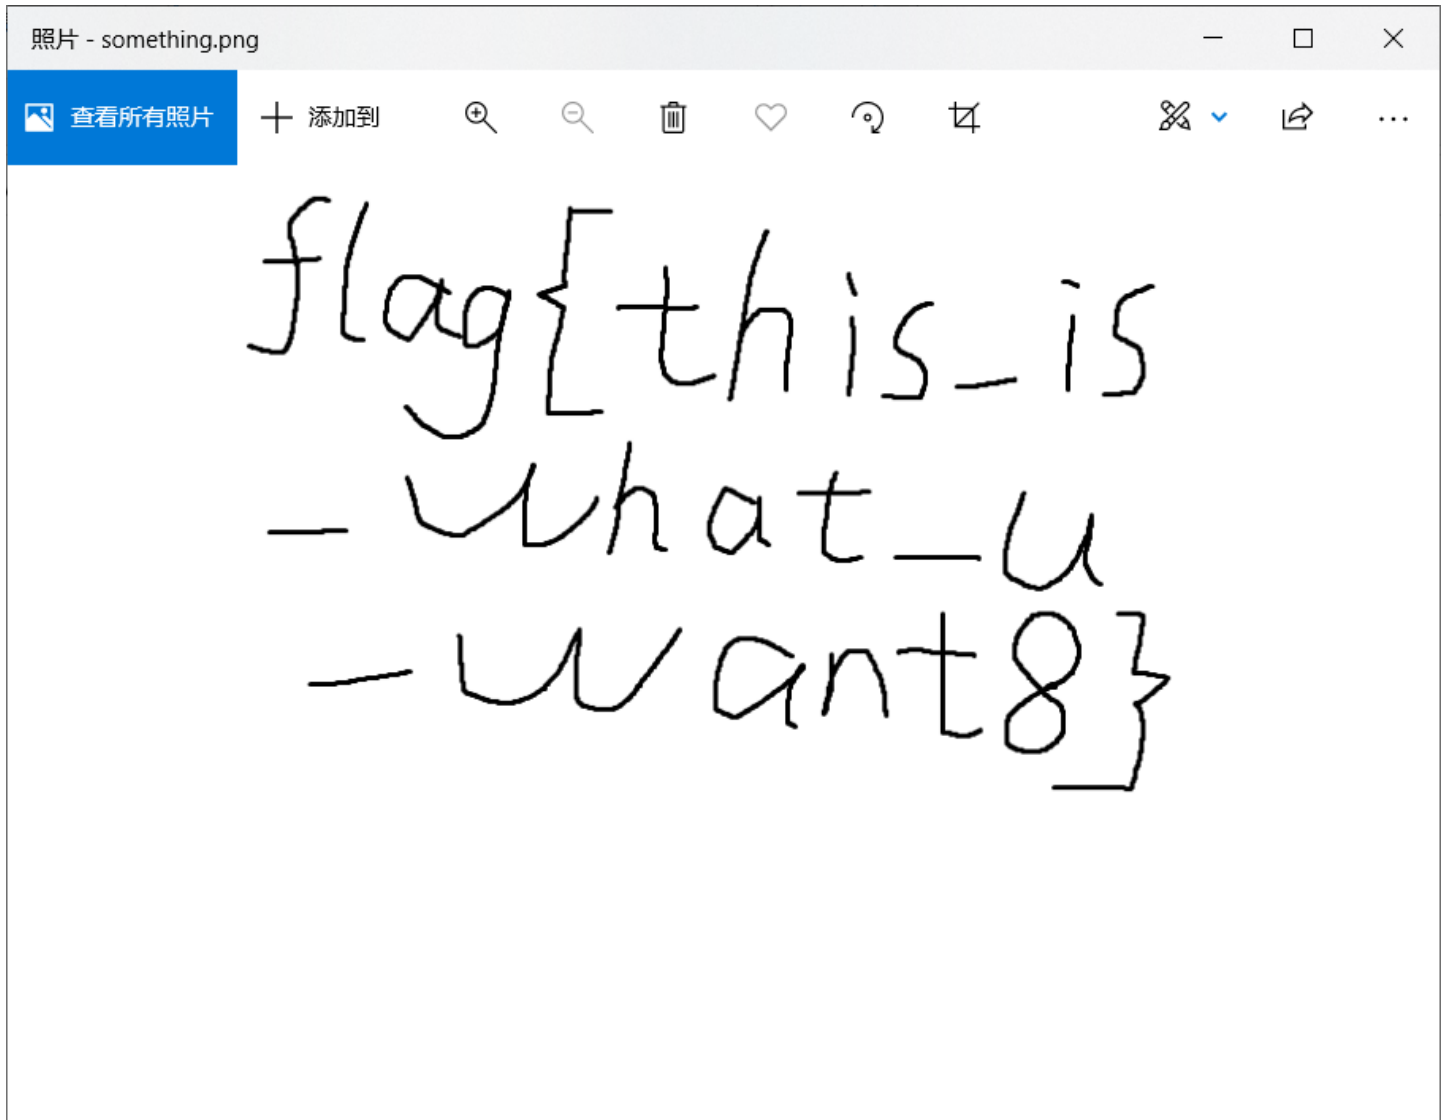 照片 - something.png
查看所有照片 添加到
flag{this_is
_what_u
_want8}